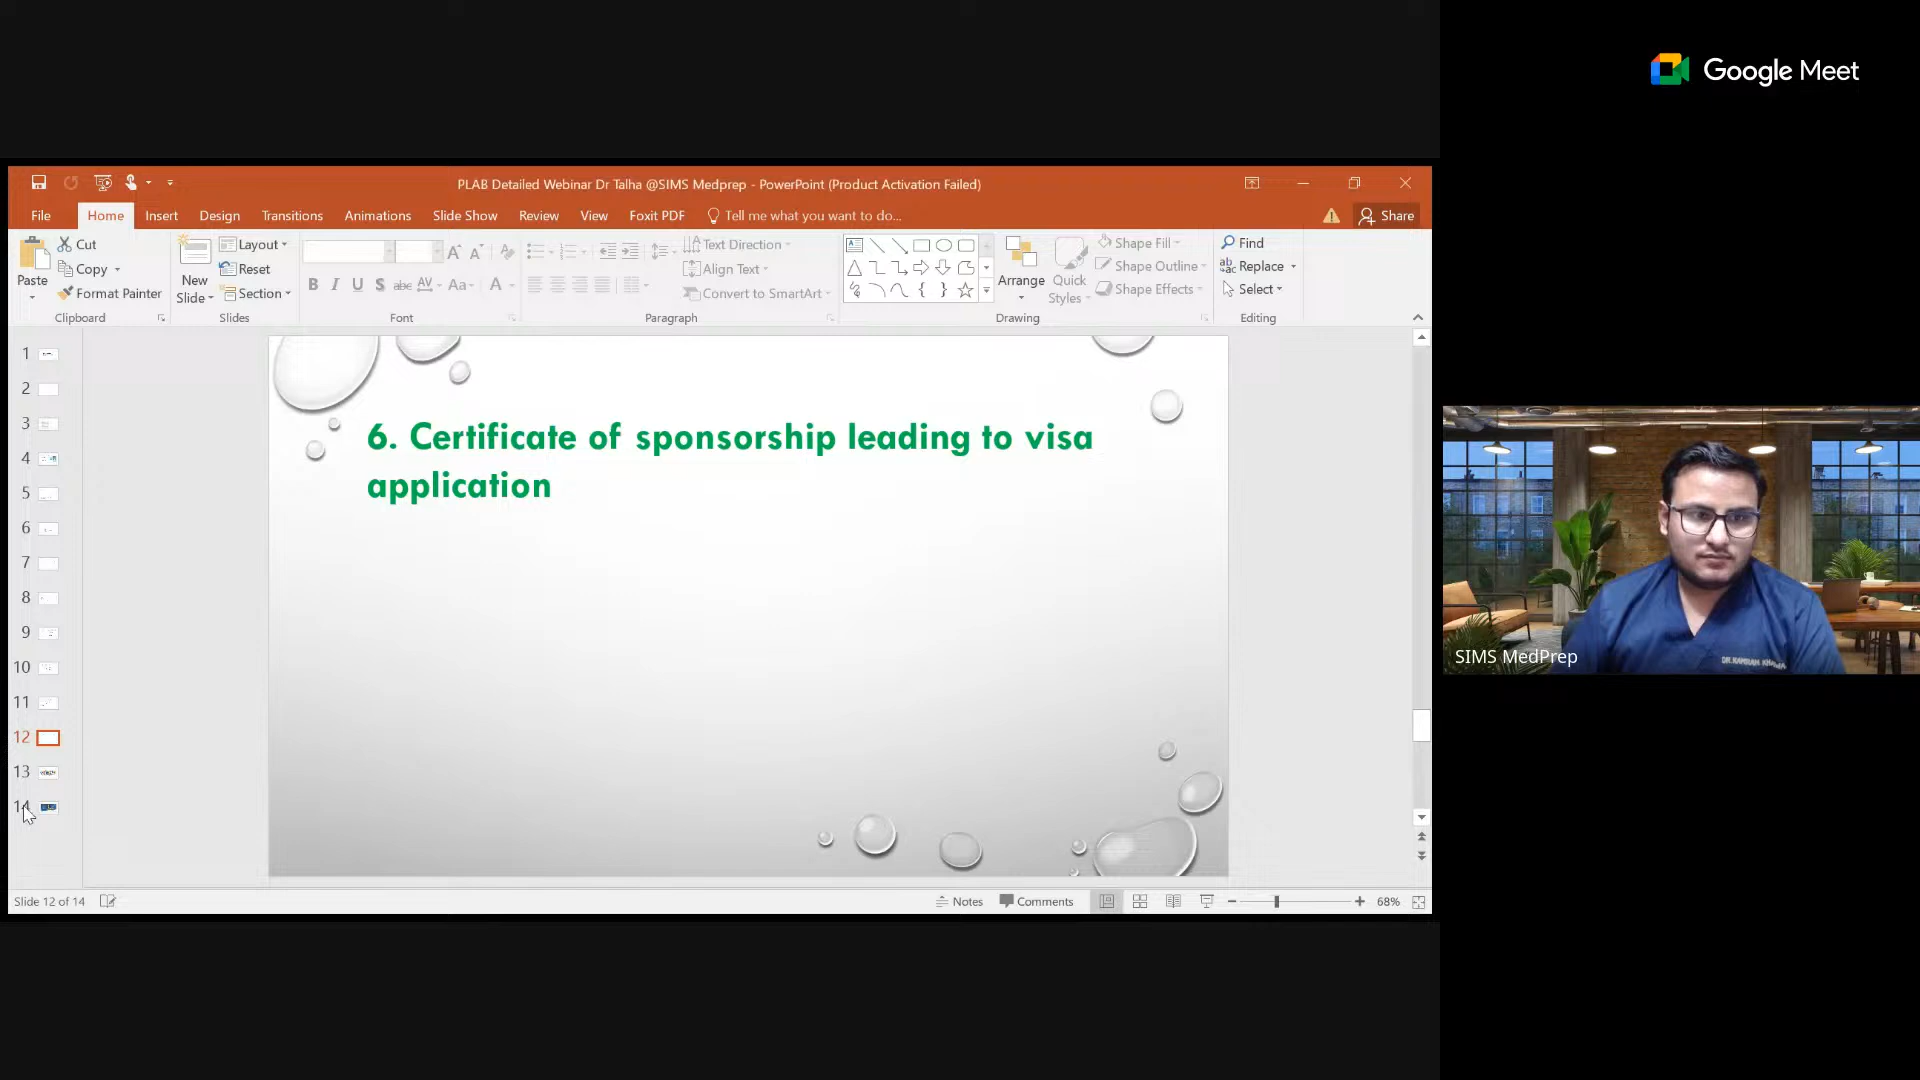 Google Meet
PLAB Detailed Webinar Dr Talha @SIMS Medprep - PowerPoint (Product Activation Failed)
File Home Insert Design Transitions Animations Slide Show Review View Foxit PDF Tell me what you want to do... Share
Paste
Cut
Copy
Format Painter
Clipboard
New
Slide
Layout
Reset
Section
Slides
B I U S abc AV Aa A
Font
Text Direction
Align Text
Convert to SmartArt
Paragraph
Arrange
Quick
Styles
Shape Fill
Shape Outline
Shape Effects
Drawing
Find
Replace
Select
Editing
1
2
3
4
5
6
7
8
9
10
11
12
13
14
6. Certificate of sponsorship leading to visa
application
SIMS MedPrep
Slide 12 of 14
Notes
Comments
68%